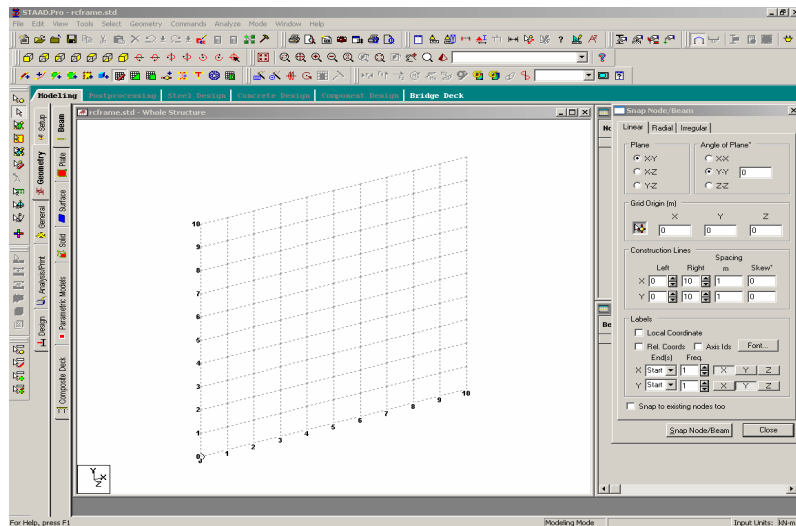 STAAD.Pro - rcframe.std
File Edit View Tools Select Geometry Commands Analyze Mode Window Help
Modeling Postprocessing Steel Design Concrete Design Component Design Bridge Deck
Setup
Geometry
General
Analysis/Print
Design
Beam
Plate
Surface
Solid
Parametric Models
Composite Deck
rcframe.std - Whole Structure
10
9
8
7
6
5
4
3
2
1
0
1 2 3 4 5 6 7 8 9 10
Y
X
Z
Be
Snap Node/Beam
Linear Radial Irregular
Plane
X-Y
X-Z
Y-Z
Angle of Plane°
X-X
Y-Y 0
Z-Z
Grid Origin (m)
X Y Z
0 0 0
Construction Lines
Spacing
Left Right m Skew°
X 0 10 1 0
Y 0 10 1 0
Labels
Local Coordinate
Rel. Coords Axis Ids Font...
End(s) Freq.
X Start 1 X Y Z
Y Start 1 X Y Z
Snap to existing nodes too
Snap Node/Beam Close
For Help, press F1 Modeling Mode Input Units: kN-m